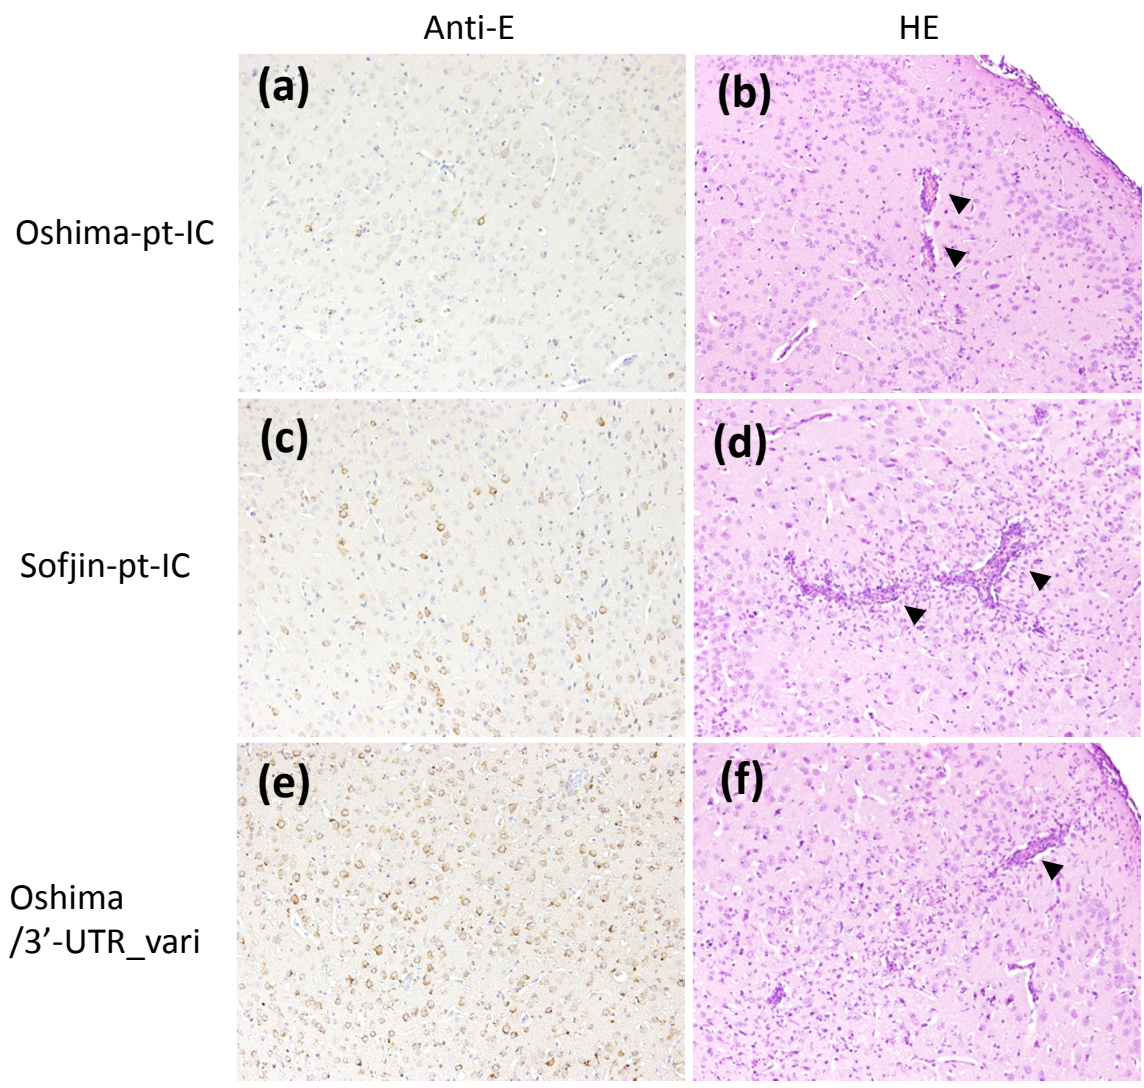 Anti-E
HE
(a)
(b)
Oshima-pt-IC
(c)
(d)
Sofjin-pt-IC
(e)
(f)
Oshima
/3’-UTR_vari